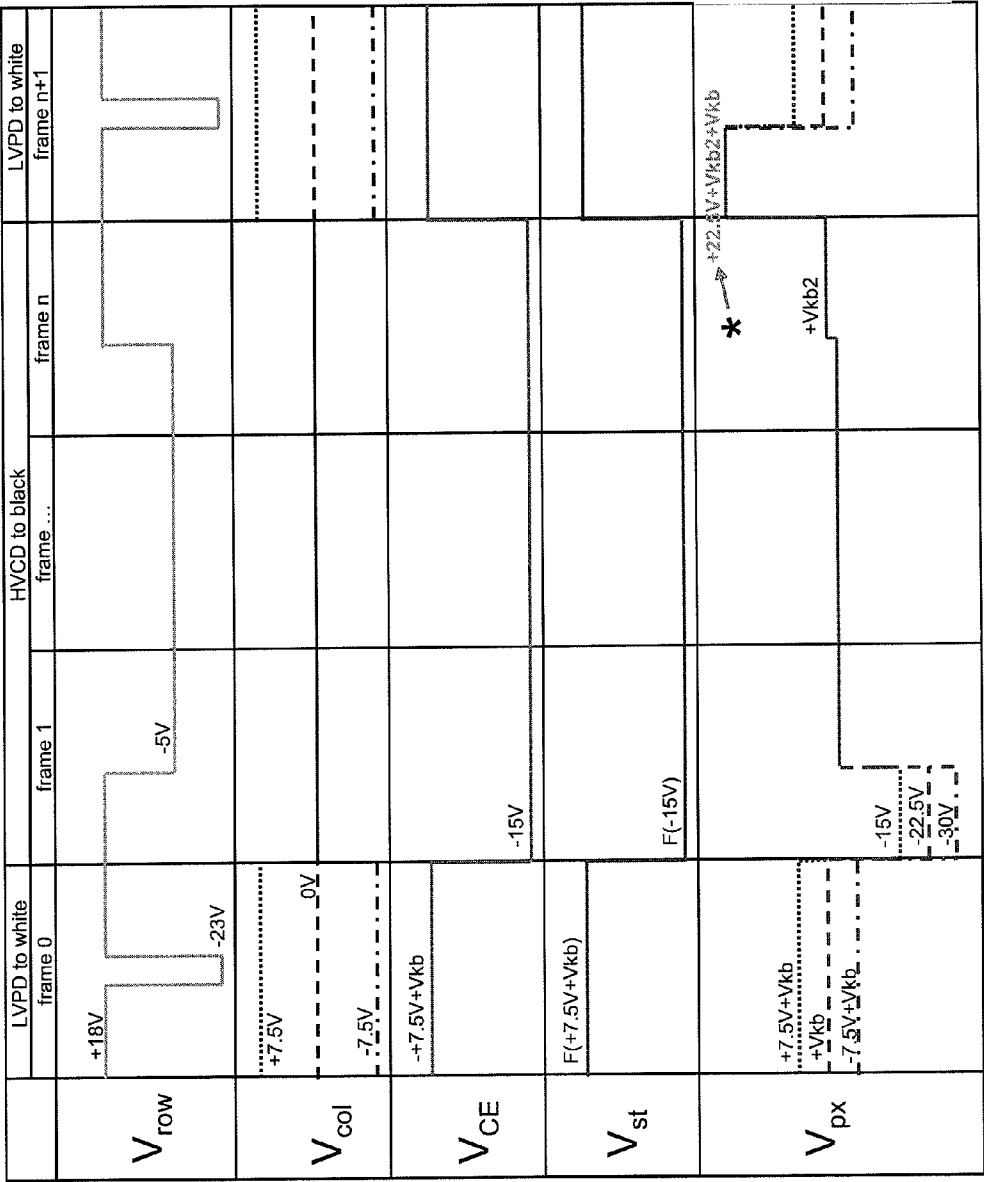 LVPD to white
HVCD to black
LVPD to white
frame 0
frame 1
frame ...
frame n
frame n+1
Vrow
+18V
-23V
-5V
Vcol
+7.5V
0V
-7.5V
VCE
-+7.5V+Vkb
-15V
Vst
F(+7.5V+Vkb)
F(-15V)
Vpx
+7.5V+Vkb
+Vkb
-7.5V+Vkb
-15V
-22.5V
-30V
+Vkb2
*
+22.5V+Vkb2+Vkb